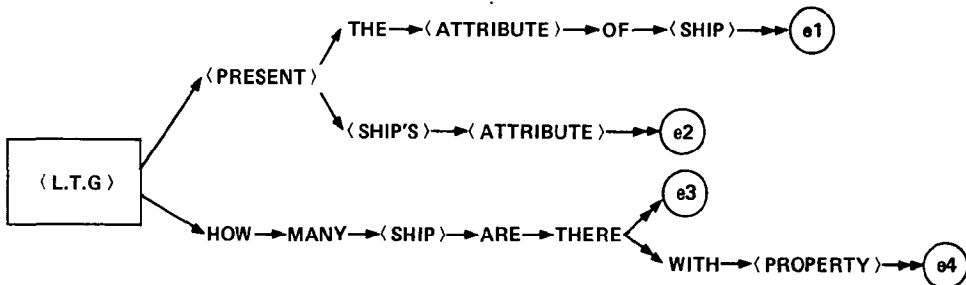 THE ⟨ATTRIBUTE⟩ OF ⟨SHIP⟩ e1
⟨PRESENT⟩
⟨SHIP'S⟩ ⟨ATTRIBUTE⟩ e2
⟨L.T.G⟩
e3
HOW MANY ⟨SHIP⟩ ARE THERE
WITH ⟨PROPERTY⟩ e4